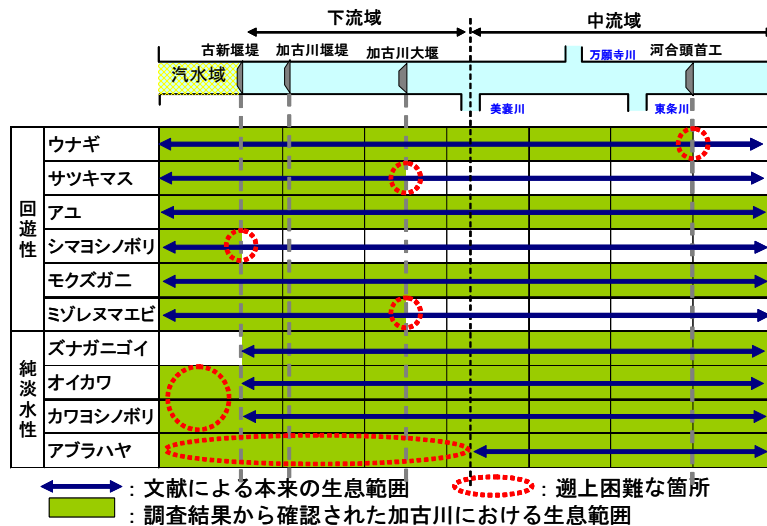 下流域 中流域
古新堰堤 加古川堰堤 加古川大堰 万願寺川 河合頭首工
汽水域
美嚢川 東条川
回遊性
ウナギ
サツキマス
アユ
シマヨシノボリ
モクズガニ
ミゾレヌマエビ
純淡水性
ズナガニゴイ
オイカワ
カワヨシノボリ
アブラハヤ
：文献による本来の生息範囲 ：遡上困難な箇所
：調査結果から確認された加古川における生息範囲